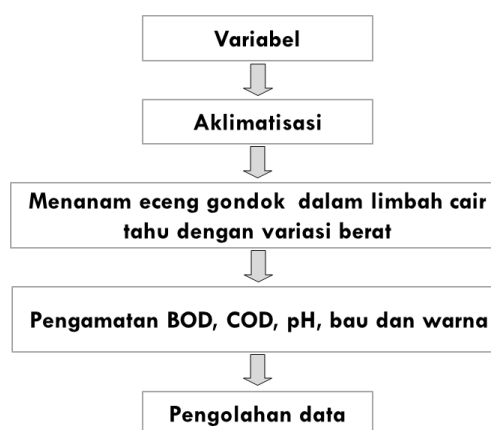 Variabel
Aklimatisasi
Menanam eceng gondok dalam limbah cair
tahu dengan variasi berat
Pengamatan BOD, COD, pH, bau dan warna
Pengolahan data